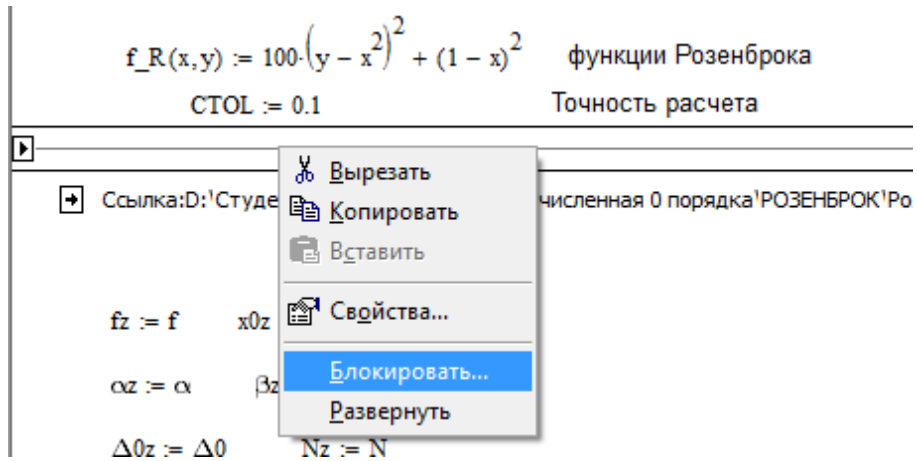 f_R(x,y) := 100·(y − x²)² + (1 − x)² функции Розенброка
CTOL := 0.1 Точность расчета
Вырезать
Копировать
Вставить
Свойства...
Блокировать...
Развернуть
Ссылка:D:\Студе численная 0 порядка\РОЗЕНБРОК\Ро
fz := f x0z
αz := α βz
Δ0z := Δ0 Nz := N